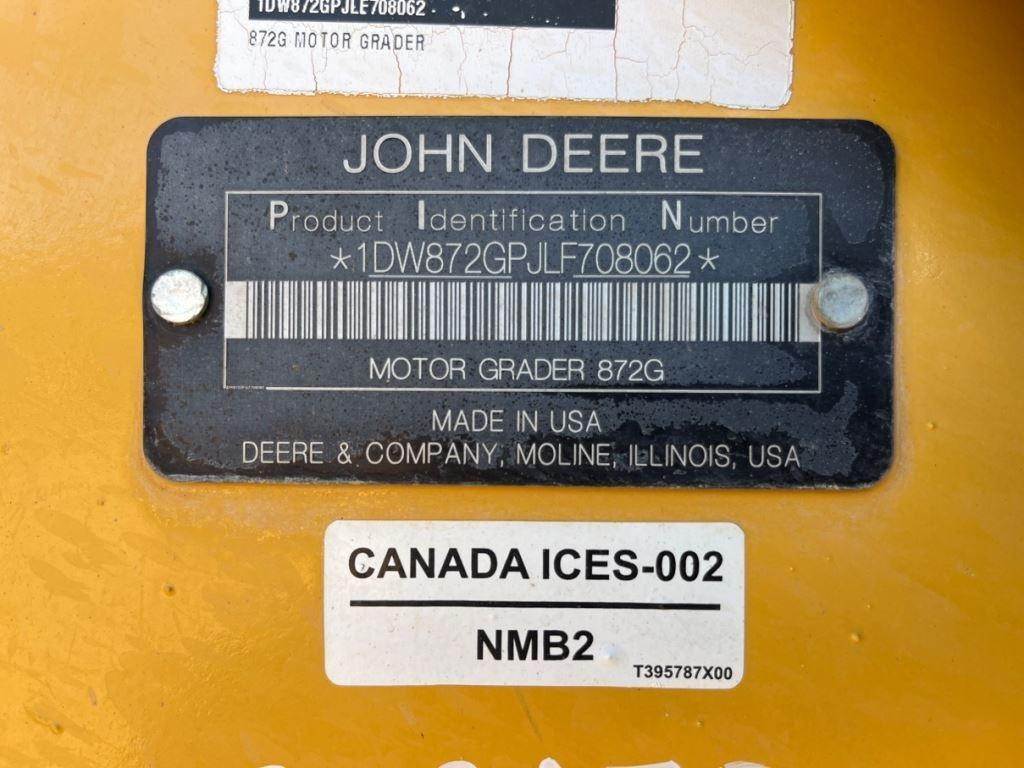 1DW872GPJLF708062
872G MOTOR GRADER
JOHN DEERE
Product Identification Number
*1DW872GPJLF708062*
MOTOR GRADER 872G
MADE IN USA
DEERE & COMPANY, MOLINE, ILLINOIS, USA
CANADA ICES-002
NMB2
T395787X00